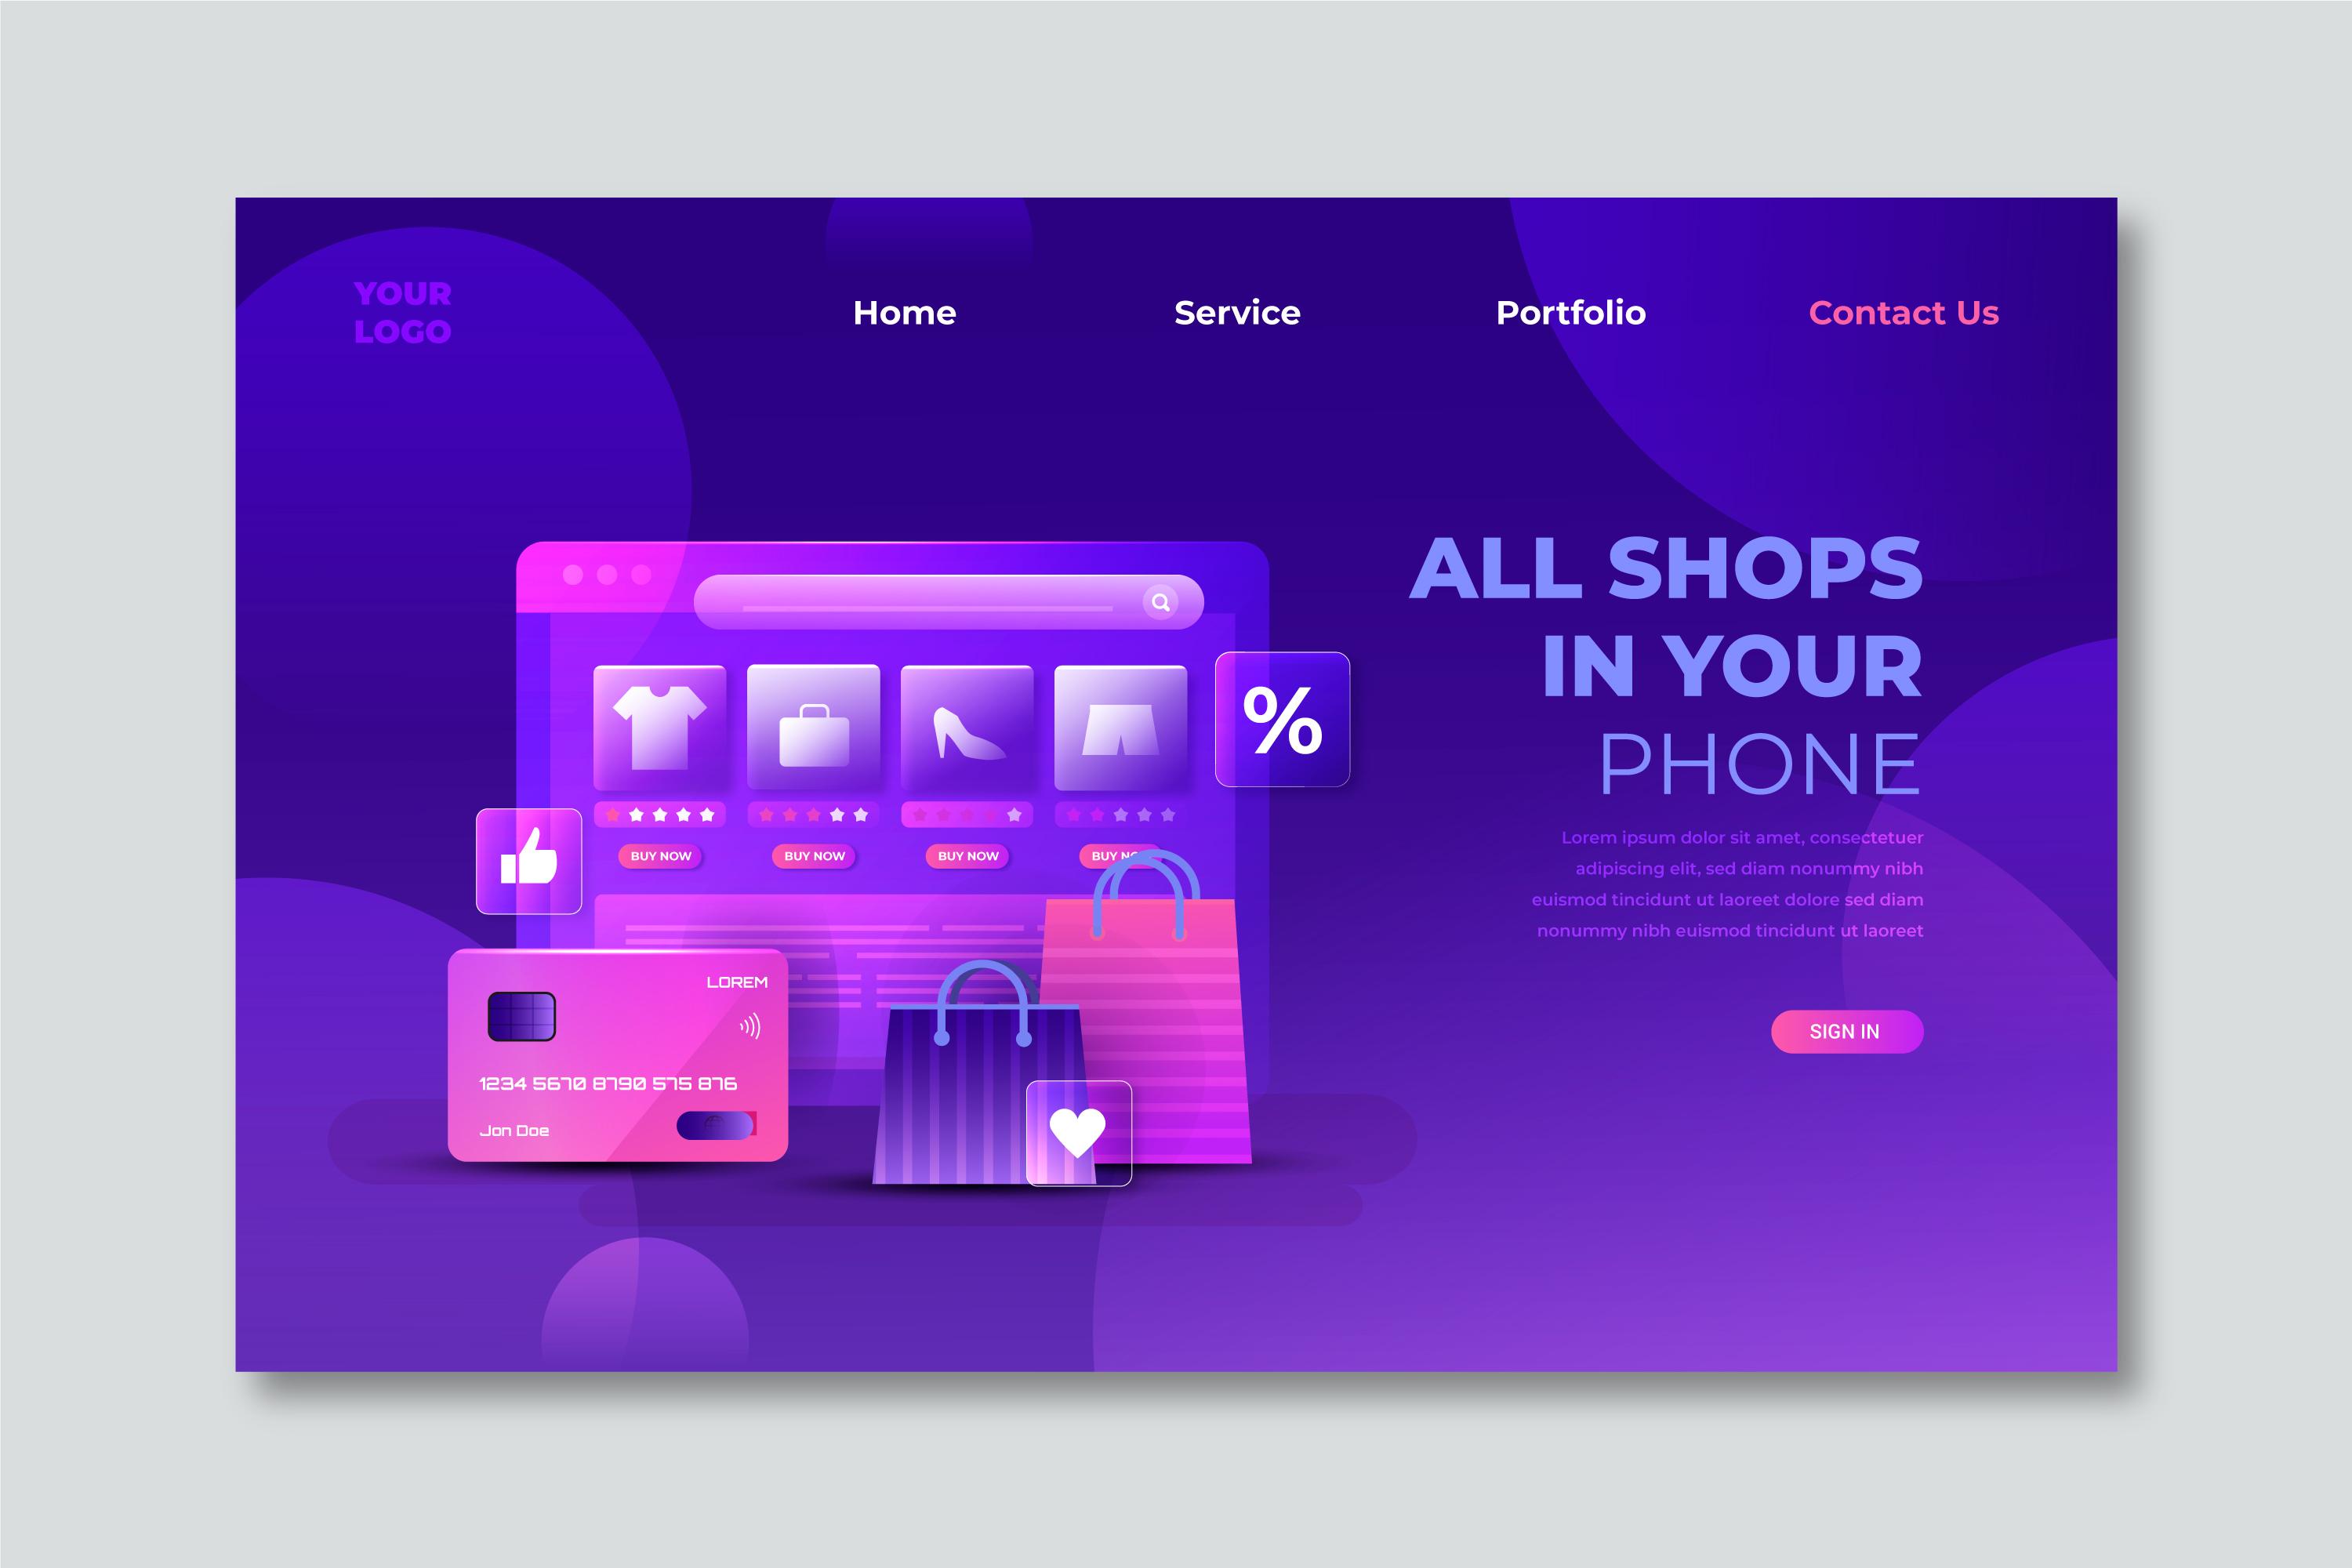 YOUR
LOGO
Home
Service
Portfolio
Contact Us
ALL SHOPS
IN YOUR
PHONE
Lorem ipsum dolor sit amet, consectetuer
adipiscing elit, sed diam nonummy nibh
euismod tincidunt ut laoreet dolore sed diam
nonummy nibh euismod tincidunt ut laoreet
SIGN IN
%
BUY NOW
BUY NOW
BUY NOW
BUY NOW
LOREM
1234 5670 8790 575 876
Jon Doe